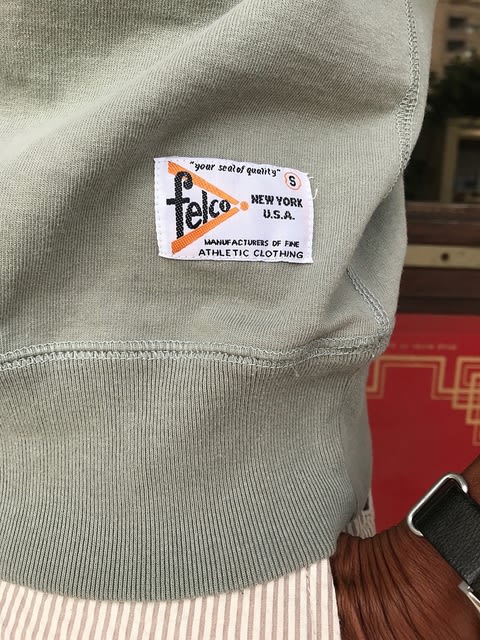 "your seal of quality"
S
felco
NEW YORK
U.S.A.
MANUFACTURERS OF FINE
ATHLETIC CLOTHING